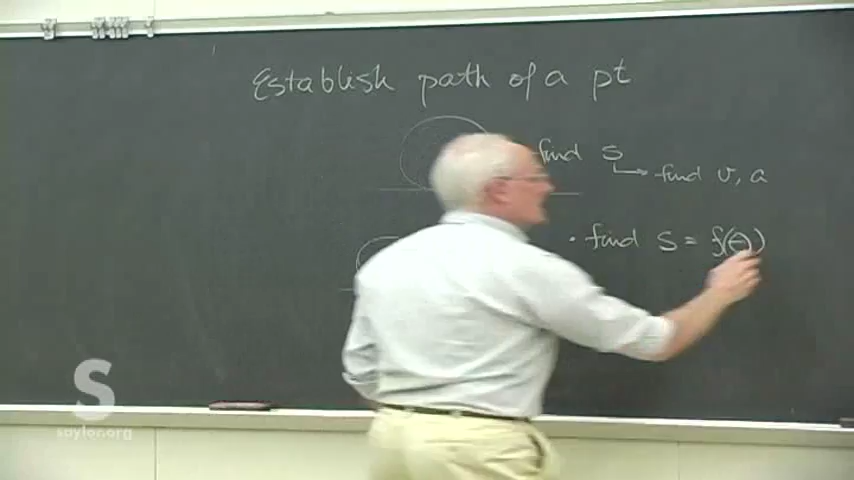 Establish path of a pt
find s
find v, a
• find s = f(θ)
S
saylor.org